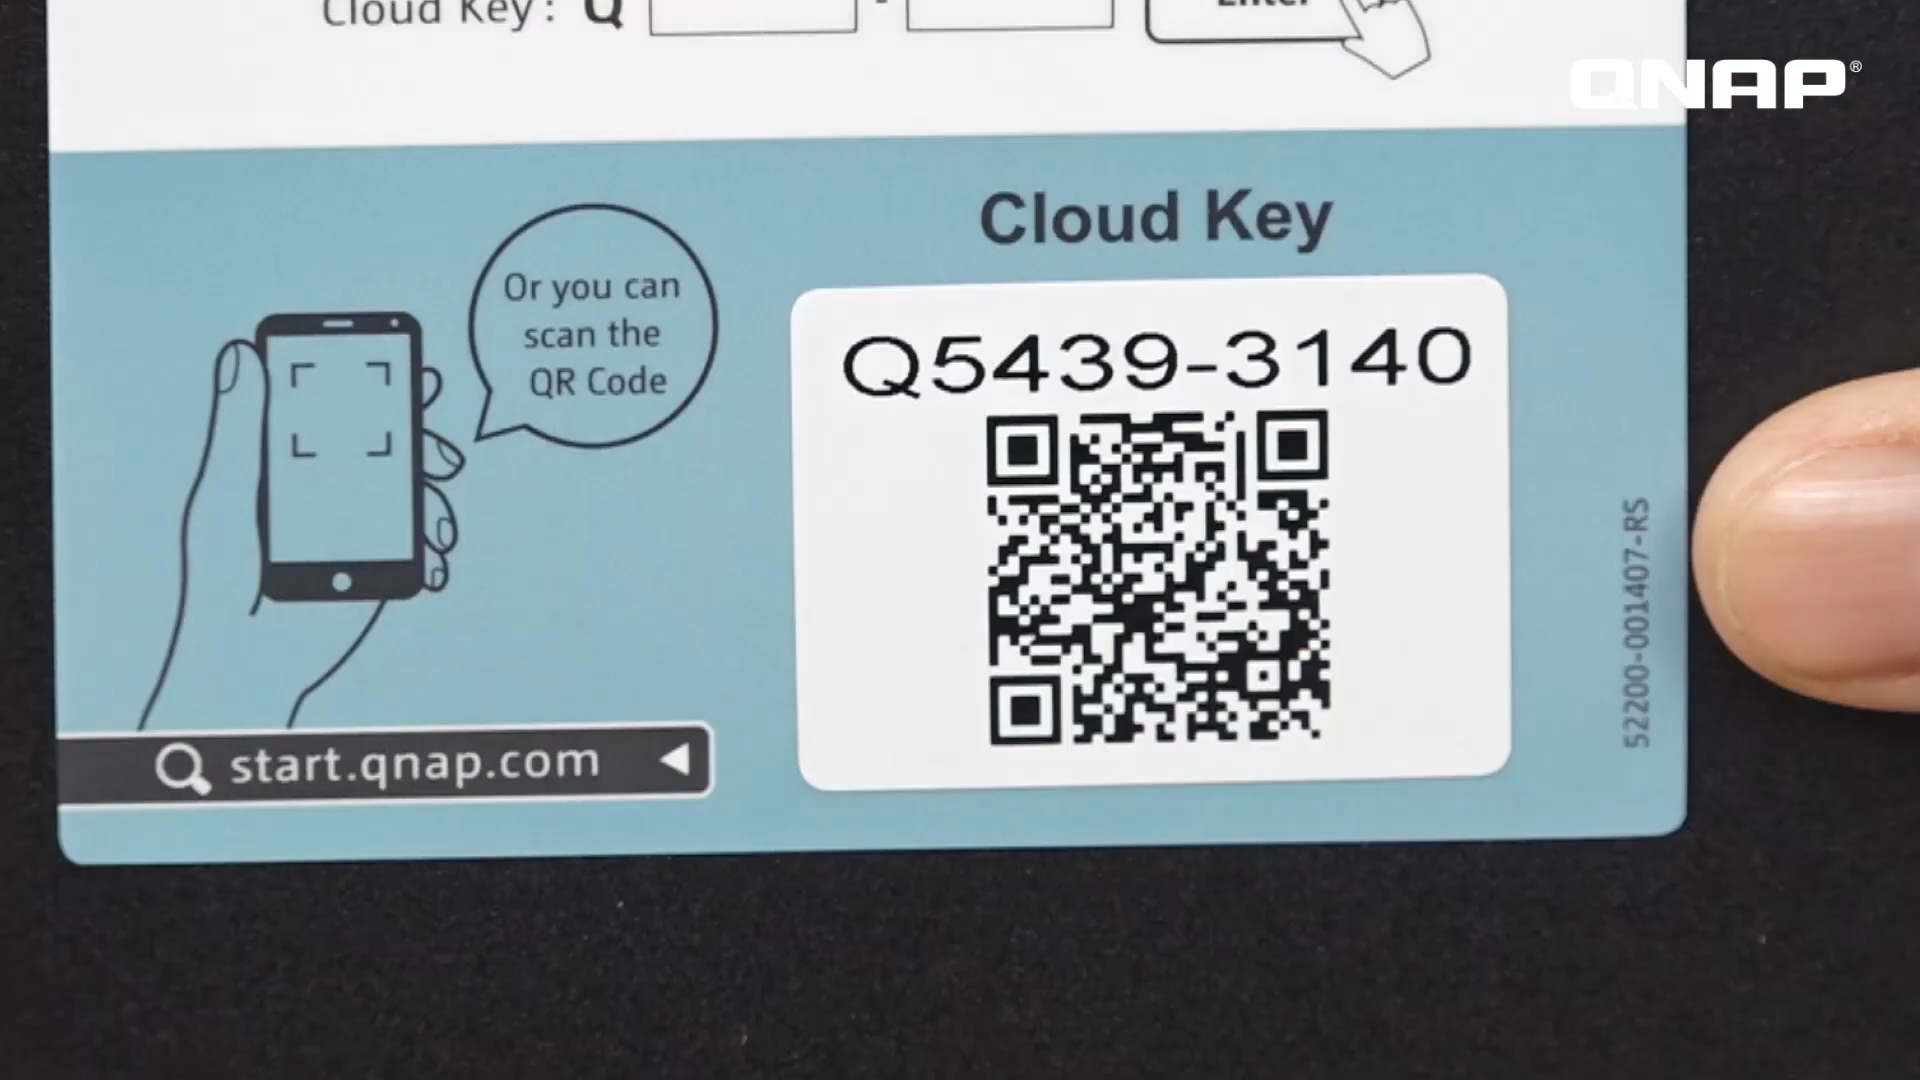 Cloud Key: Q - Enter
QNAP®
Cloud Key
Or you can
scan the
QR Code
Q5439-3140
52200-001407-RS
start.qnap.com